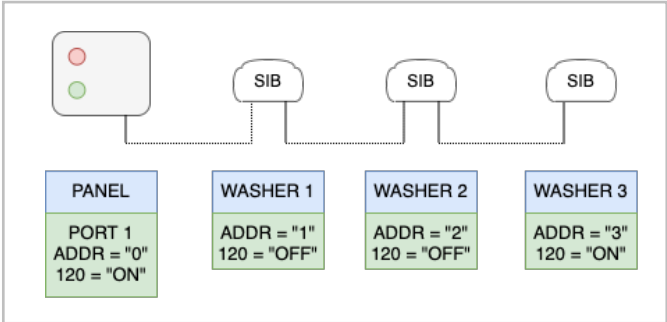 SIB
SIB
SIB
PANEL
PORT 1
ADDR = "0"
120 = "ON"
WASHER 1
ADDR = "1"
120 = "OFF"
WASHER 2
ADDR = "2"
120 = "OFF"
WASHER 3
ADDR = "3"
120 = "ON"